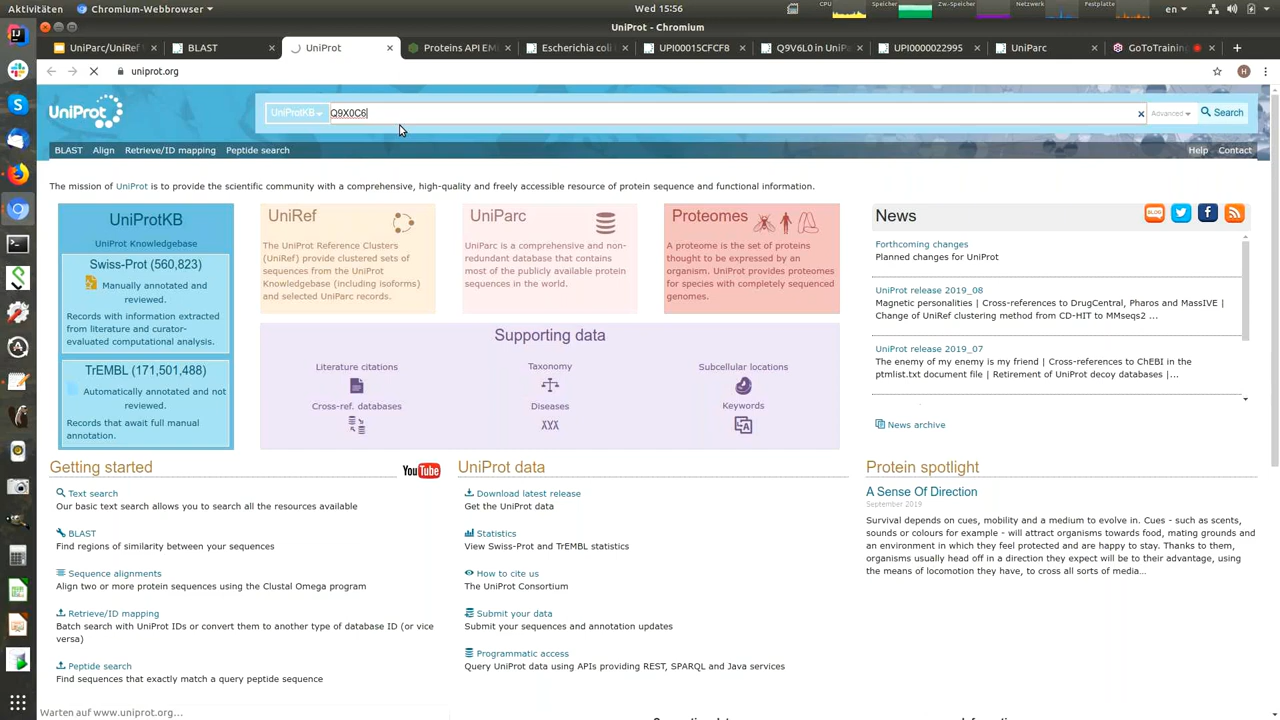 Aktivitäten
Chromium-Webbrowser
Wed 15:56
CPU
Speicher
Zw.-Speicher
Netzwerk
Festplatte
en
UniProt - Chromium
UniParc/UniRef
BLAST
UniProt
Proteins API EM
Escherichia coli
UPI00015CFCF8
Q9V6L0 in UniPa
UPI0000022995
UniParc
GoToTraining
uniprot.org
H
UniProt
UniProtKB
Q9X0C6
Advanced
Search
BLAST
Align
Retrieve/ID mapping
Peptide search
Help
Contact
The mission of UniProt is to provide the scientific community with a comprehensive, high-quality and freely accessible resource of protein sequence and functional information.
UniProtKB
UniProt Knowledgebase
Swiss-Prot (560,823)
Manually annotated and
reviewed.
Records with information extracted
from literature and curator-
evaluated computational analysis.
TrEMBL (171,501,488)
Automatically annotated and not
reviewed.
Records that await full manual
annotation.
UniRef
The UniProt Reference Clusters
(UniRef) provide clustered sets of
sequences from the UniProt
Knowledgebase (including isoforms)
and selected UniParc records.
UniParc
UniParc is a comprehensive and non-
redundant database that contains
most of the publicly available protein
sequences in the world.
Proteomes
A proteome is the set of proteins
thought to be expressed by an
organism. UniProt provides proteomes
for species with completely sequenced
genomes.
Supporting data
Literature citations
Taxonomy
Subcellular locations
Cross-ref. databases
Diseases
Keywords
News
BLOG
Forthcoming changes
Planned changes for UniProt
UniProt release 2019_08
Magnetic personalities | Cross-references to DrugCentral, Pharos and MassIVE |
Change of UniRef clustering method from CD-HIT to MMseqs2 ...
UniProt release 2019_07
The enemy of my enemy is my friend | Cross-references to ChEBI in the
ptmlist.txt document file | Retirement of UniProt decoy databases |...
News archive
Getting started
YouTube
Text search
Our basic text search allows you to search all the resources available
BLAST
Find regions of similarity between your sequences
Sequence alignments
Align two or more protein sequences using the Clustal Omega program
Retrieve/ID mapping
Batch search with UniProt IDs or convert them to another type of database ID (or vice
versa)
Peptide search
Find sequences that exactly match a query peptide sequence
UniProt data
Download latest release
Get the UniProt data
Statistics
View Swiss-Prot and TrEMBL statistics
How to cite us
The UniProt Consortium
Submit your data
Submit your sequences and annotation updates
Programmatic access
Query UniProt data using APIs providing REST, SPARQL and Java services
Protein spotlight
A Sense Of Direction
September 2019
Survival depends on cues, mobility and a medium to evolve in. Cues - such as scents,
sounds or colours for example - will attract organisms towards food, mating grounds and
an environment in which they feel protected and are happy to stay. Thanks to them,
organisms usually head off in a direction they expect will be to their advantage, using
the means of locomotion they have, to cross all sorts of media...
Warten auf www.uniprot.org...